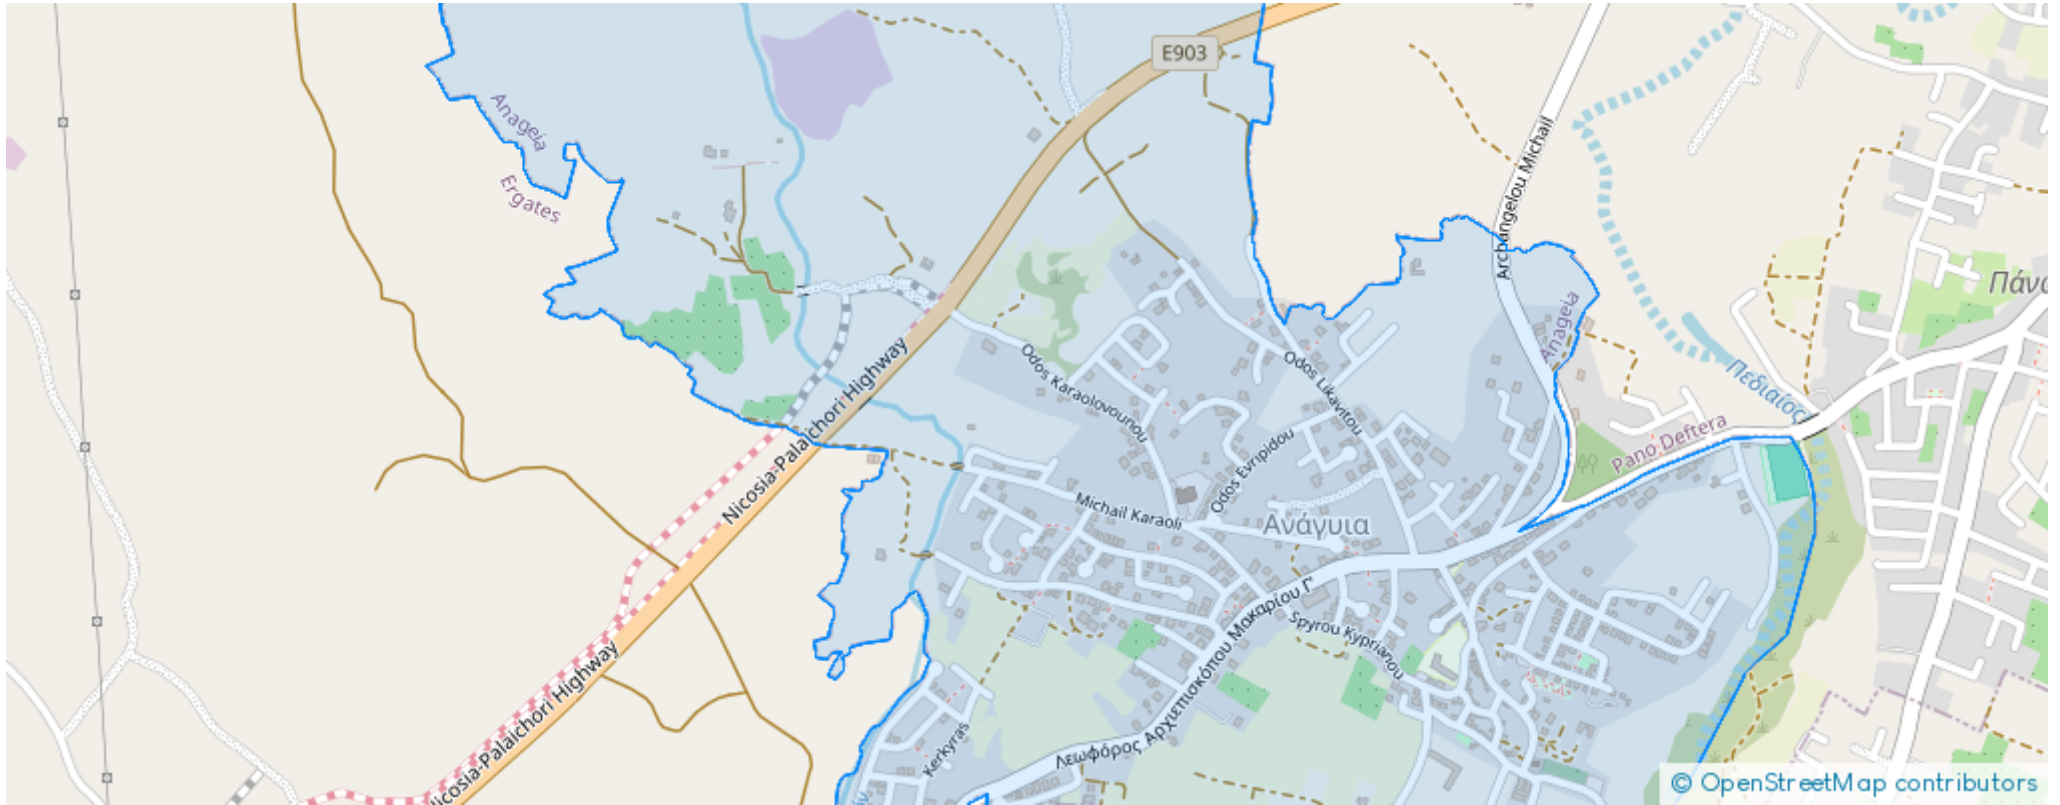 E903
Anageía
Ergates
Archangelou Michail
Anageia
Nicosia-Palaichori Highway
Odos Karaolovounou
Odos Likavitou
Πεδιαίος
Pano Deftera
Odos Evripidou
Michail Karaoli
Ανάγυια
Λεωφόρος Αρχιεπισκόπου Μακαρίου Γ'
Spyrou Kyprianou
Nicosia-Palaichori Highway
Kerkyras
© OpenStreetMap contributors